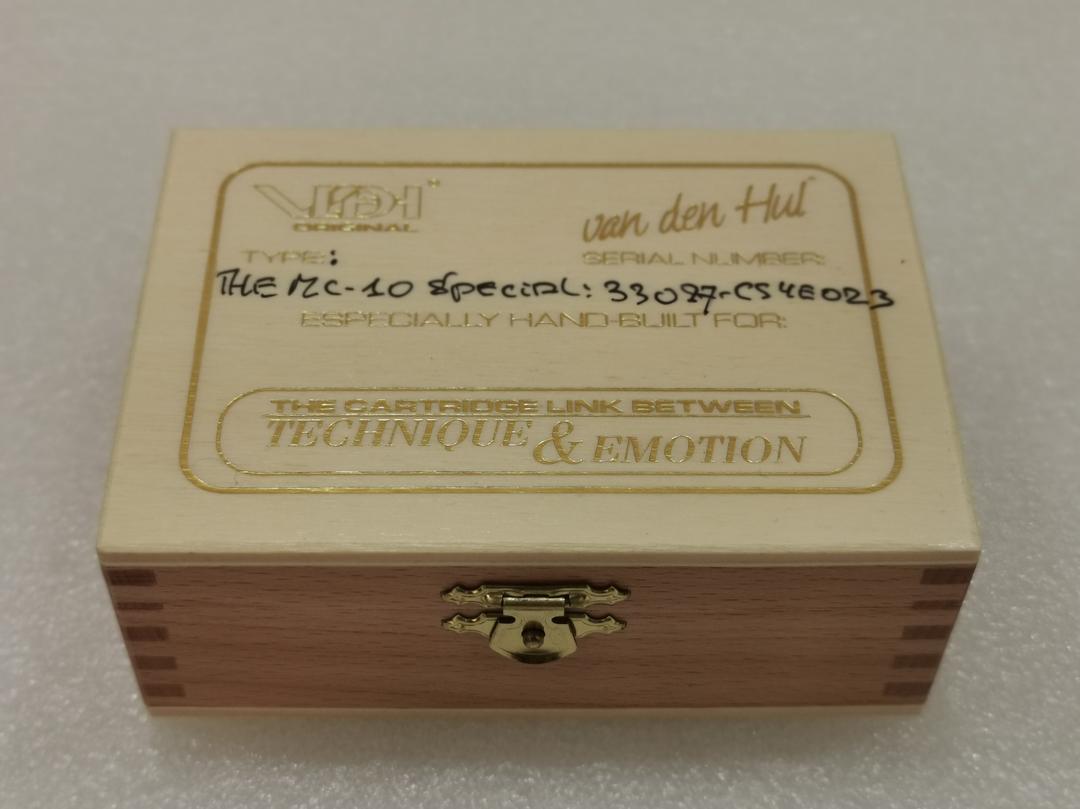 VDH
van den Hul
ORIGINAL
TYPE: SERIAL NUMBER:
THE MC-10 SPECIAL: 33087-CS4E023
ESPECIALLY HAND-BUILT FOR:
THE CARTRIDGE LINK BETWEEN
TECHNIQUE & EMOTION